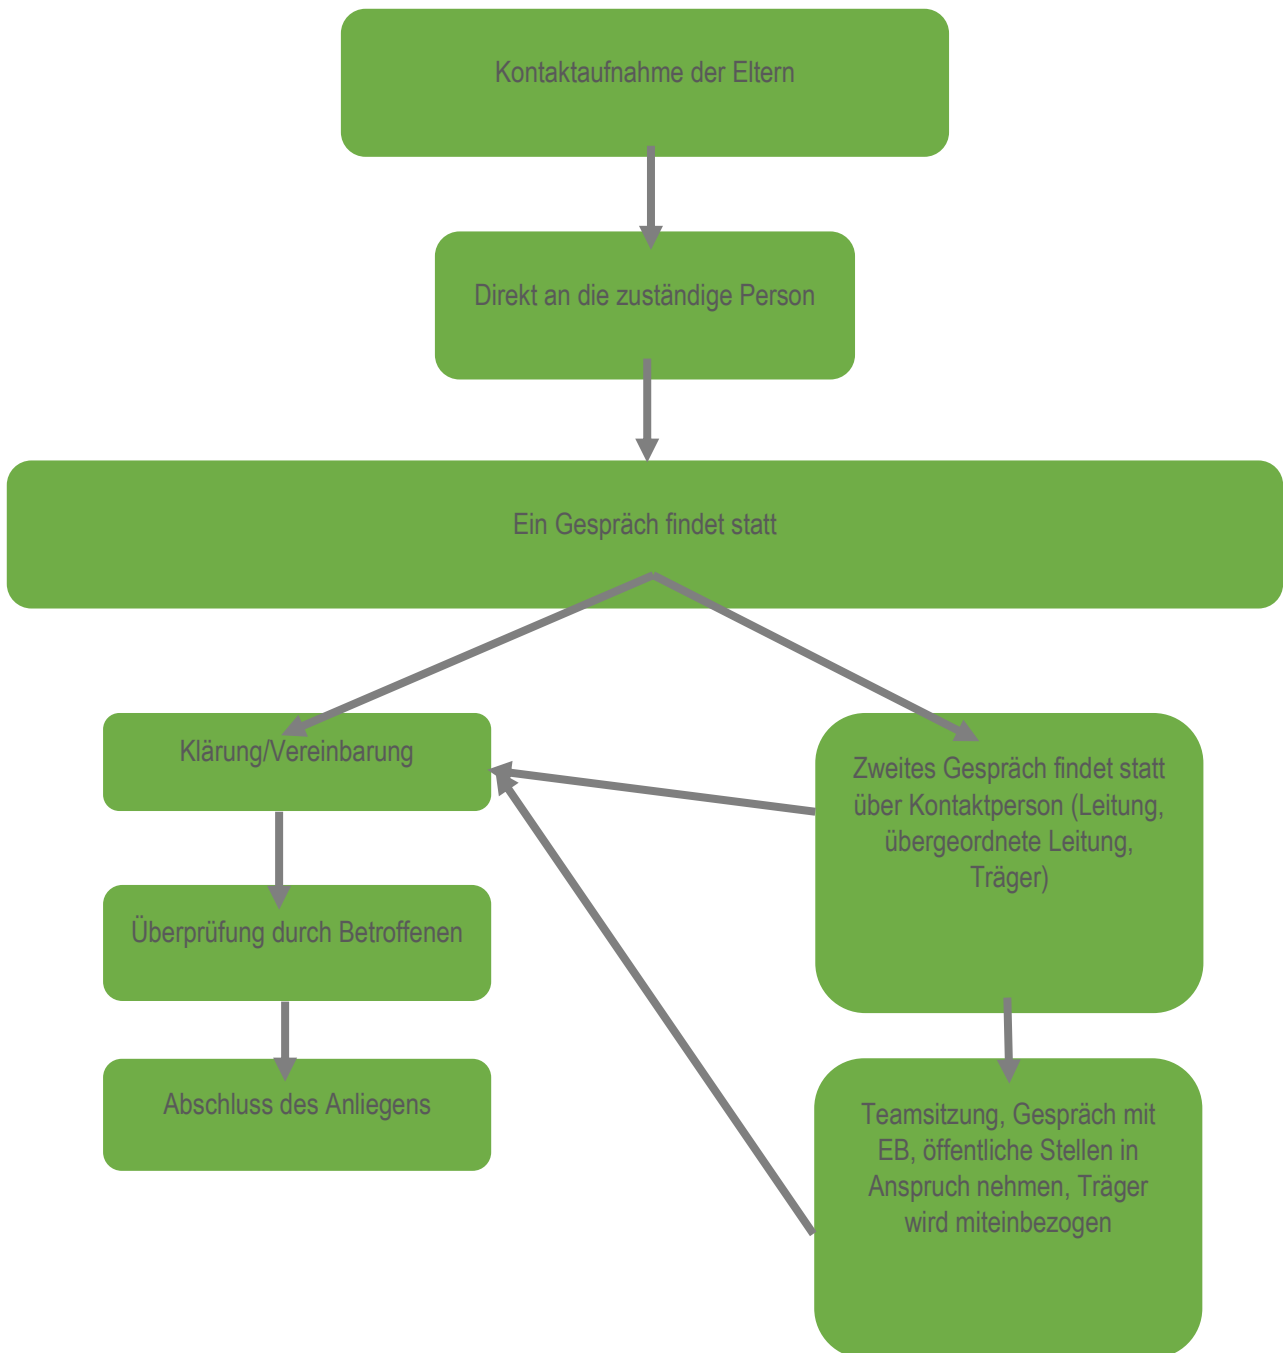 Kontaktaufnahme der Eltern
Direkt an die zuständige Person
Ein Gespräch findet statt
Klärung/Vereinbarung
Überprüfung durch Betroffenen
Abschluss des Anliegens
Zweites Gespräch findet statt
über Kontaktperson (Leitung,
übergeordnete Leitung,
Träger)
Teamsitzung, Gespräch mit
EB, öffentliche Stellen in
Anspruch nehmen, Träger
wird miteinbezogen